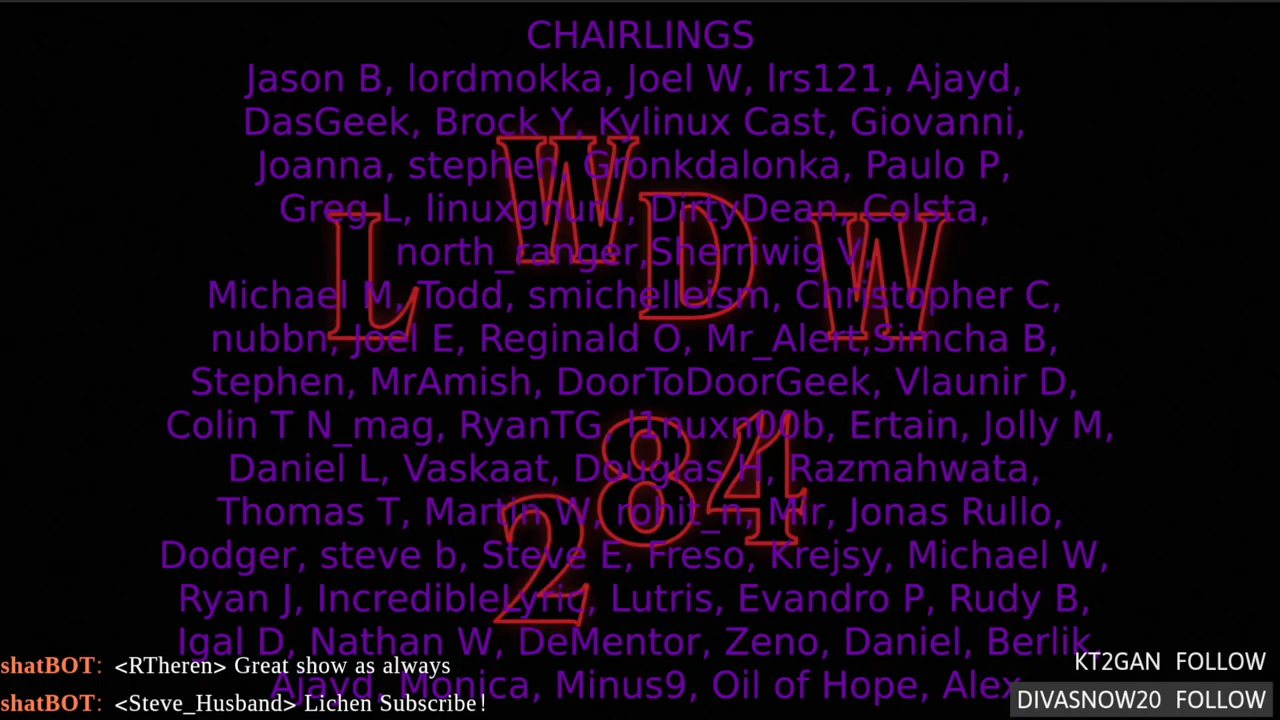 CHAIRLINGS
Jason B, lordmokka, Joel W, lrs121, Ajayd,
DasGeek, Brock Y, Kylinux Cast, Giovanni,
Joanna, stephen, Gronkdalonka, Paulo P,
Greg L, linuxghuru, DirtyDean, Colsta,
north_ranger,Sherriwig V,
Michael M, Todd, smichelleism, Christopher C,
nubbn, Joel E, Reginald O, Mr_Alert,Simcha B,
Stephen, MrAmish, DoorToDoorGeek, Vlaunir D,
Colin T N_mag, RyanTG, l1nuxn00b, Ertain, Jolly M,
Daniel L, Vaskaat, Douglas H, Razmahwata,
Thomas T, Martin W, rohit_n, Mir, Jonas Rullo,
Dodger, steve b, Steve E, Freso, Krejsy, Michael W,
Ryan J, IncredibleLyric, Lutris, Evandro P, Rudy B,
Igal D, Nathan W, DeMentor, Zeno, Daniel, Berlik
Ajayd, Monica, Minus9, Oil of Hope, Alex
LWDW
284
shatBOT: <RTheren> Great show as always
shatBOT: <Steve_Husband> Lichen Subscribe!
KT2GAN FOLLOW
DIVASNOW20 FOLLOW